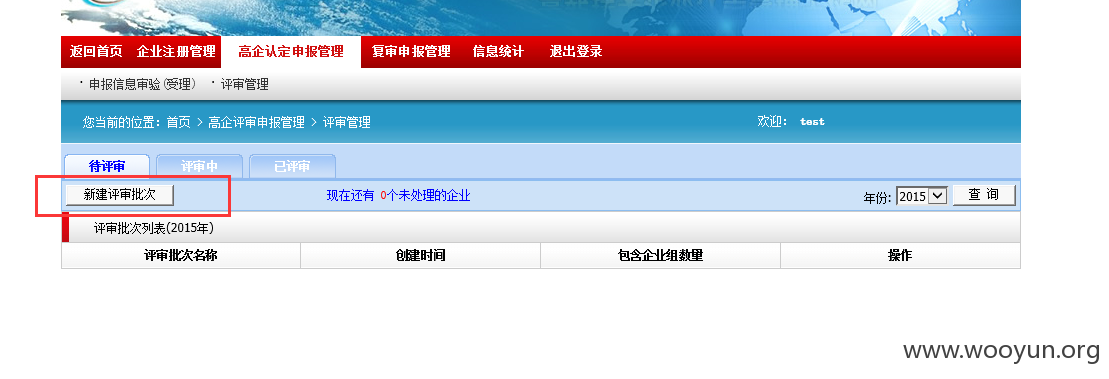 返回首页 企业注册管理 高企认定申报管理 复审申报管理 信息统计 退出登录
· 申报信息审验(受理) · 评审管理
您当前的位置：首页 > 高企评审申报管理 > 评审管理 欢迎： test
待评审 评审中 已评审
新建评审批次 现在还有 0个未处理的企业 年份: 2015 查 询
评审批次列表(2015年)
评审批次名称 创建时间 包含企业组数量 操作
www.wooyun.org